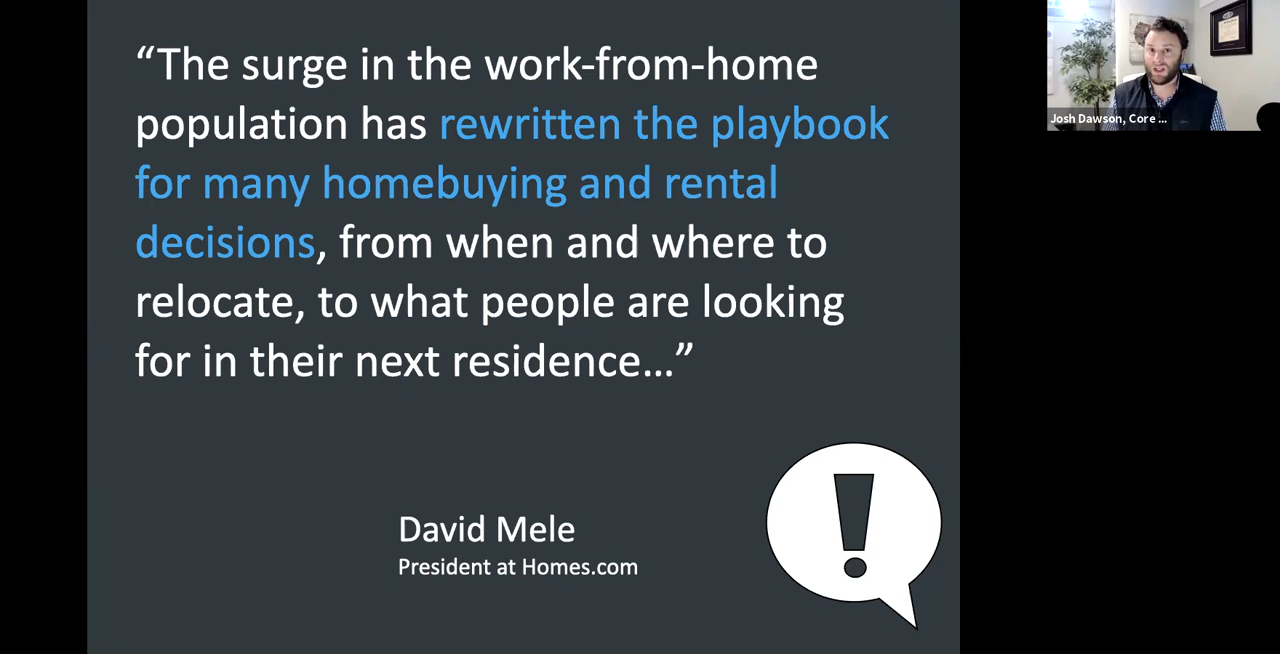 “The surge in the work-from-home
population has rewritten the playbook
for many homebuying and rental
decisions, from when and where to
relocate, to what people are looking
for in their next residence...”
David Mele
President at Homes.com
!
Josh Dawson, Core ...